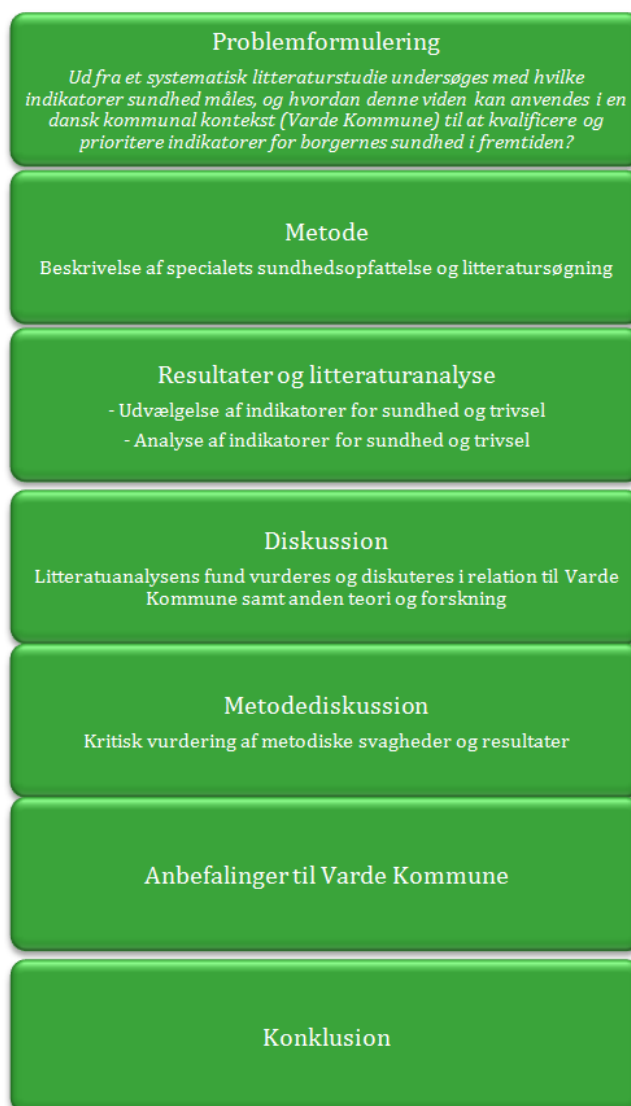 Problemformulering
Ud fra et systematisk litteraturstudie undersøges med hvilke
indikatorer sundhed måles, og hvordan denne viden kan anvendes i en
dansk kommunal kontekst (Varde Kommune) til at kvalificere og
prioritere indikatorer for borgernes sundhed i fremtiden?
Metode
Beskrivelse af specialets sundhedsopfattelse og litteratursøgning
Resultater og litteraturanalyse
- Udvælgelse af indikatorer for sundhed og trivsel
- Analyse af indikatorer for sundhed og trivsel
Diskussion
Litteratuanalysens fund vurderes og diskuteres i relation til Varde
Kommune samt anden teori og forskning
Metodediskussion
Kritisk vurdering af metodiske svagheder og resultater
Anbefalinger til Varde Kommune
Konklusion